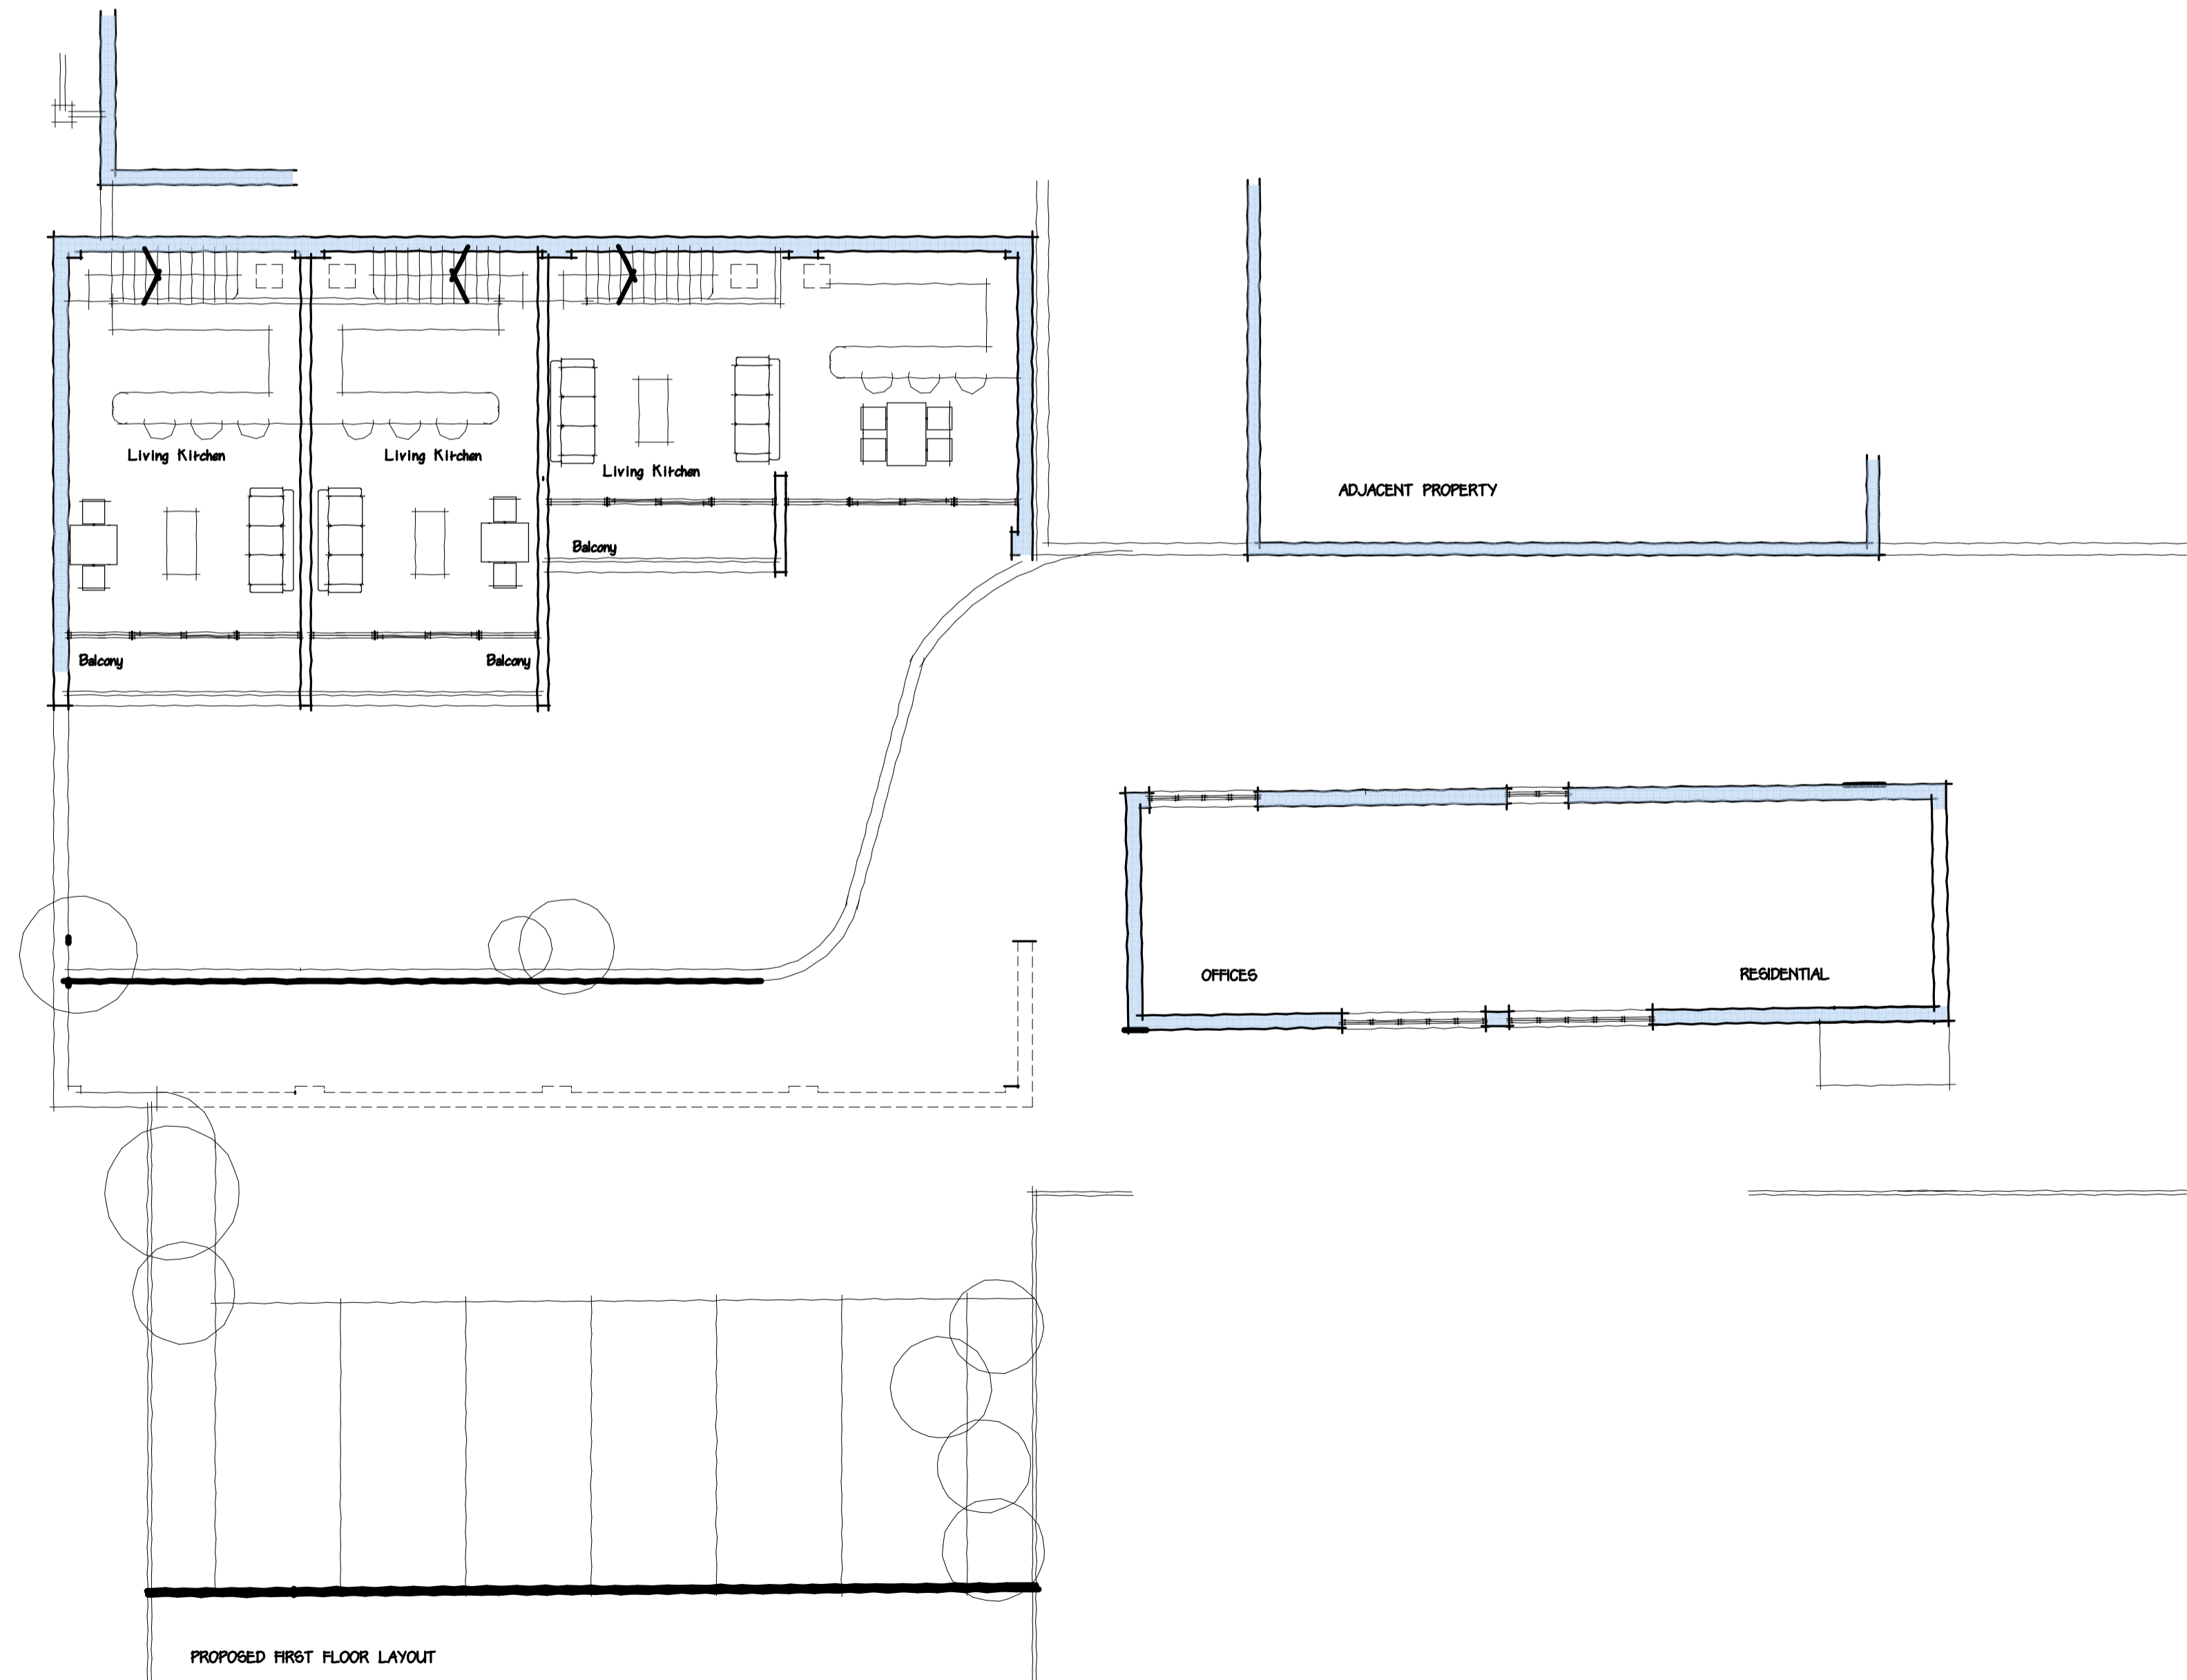 Living Kitchen
Living Kitchen
Living Kitchen
ADJACENT PROPERTY
Balcony
Balcony
Balcony
OFFICES
RESIDENTIAL
PROPOSED FIRST FLOOR LAYOUT